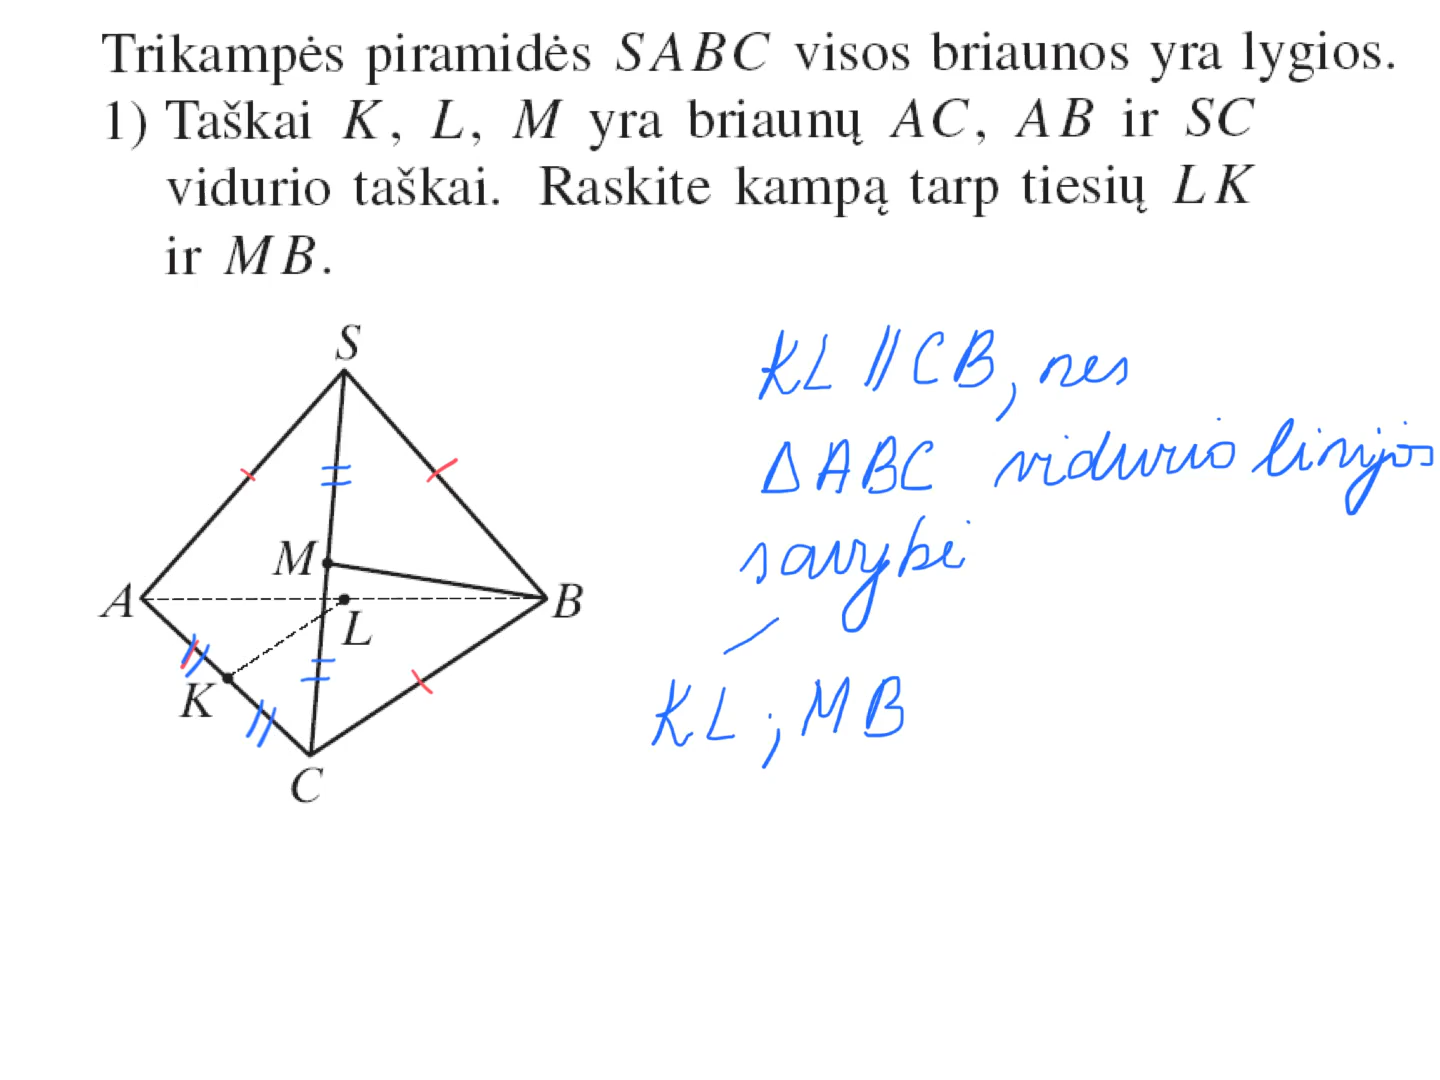 Trikampės piramidės SABC visos briaunos yra lygios.
1) Taškai K, L, M yra briaunų AC, AB ir SC
vidurio taškai. Raskite kampą tarp tiesių LK
ir MB.
S
KL || CB, nes
△ABC vidurio linijos
savybė
M
A
B
L
K
KL ; MB
C